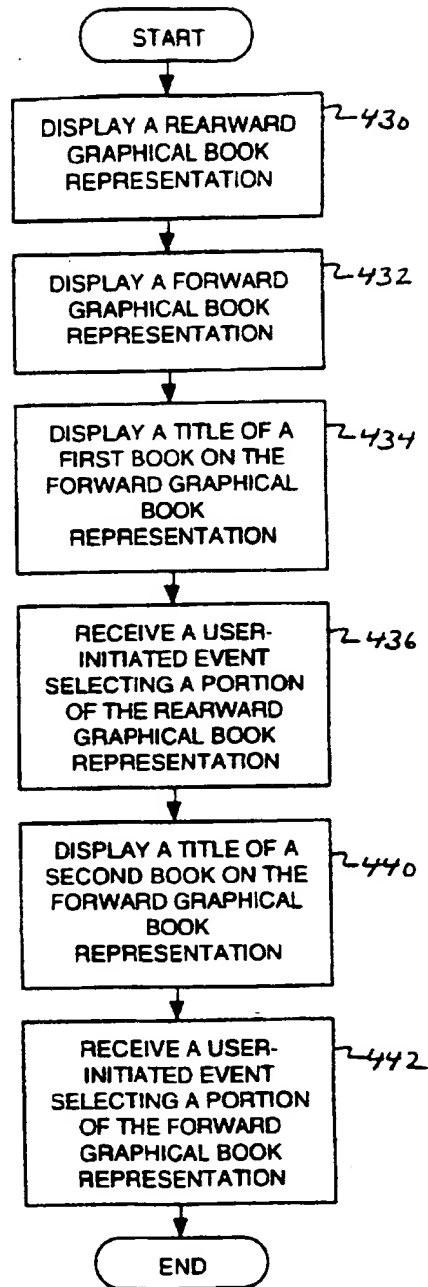 START
DISPLAY A REARWARD
GRAPHICAL BOOK
REPRESENTATION
430
DISPLAY A FORWARD
GRAPHICAL BOOK
REPRESENTATION
432
DISPLAY A TITLE OF A
FIRST BOOK ON THE
FORWARD GRAPHICAL
BOOK
REPRESENTATION
434
RECEIVE A USER-
INITIATED EVENT
SELECTING A PORTION
OF THE REARWARD
GRAPHICAL BOOK
REPRESENTATION
436
DISPLAY A TITLE OF A
SECOND BOOK ON THE
FORWARD GRAPHICAL
BOOK
REPRESENTATION
440
RECEIVE A USER-
INITIATED EVENT
SELECTING A PORTION
OF THE FORWARD
GRAPHICAL BOOK
REPRESENTATION
442
END